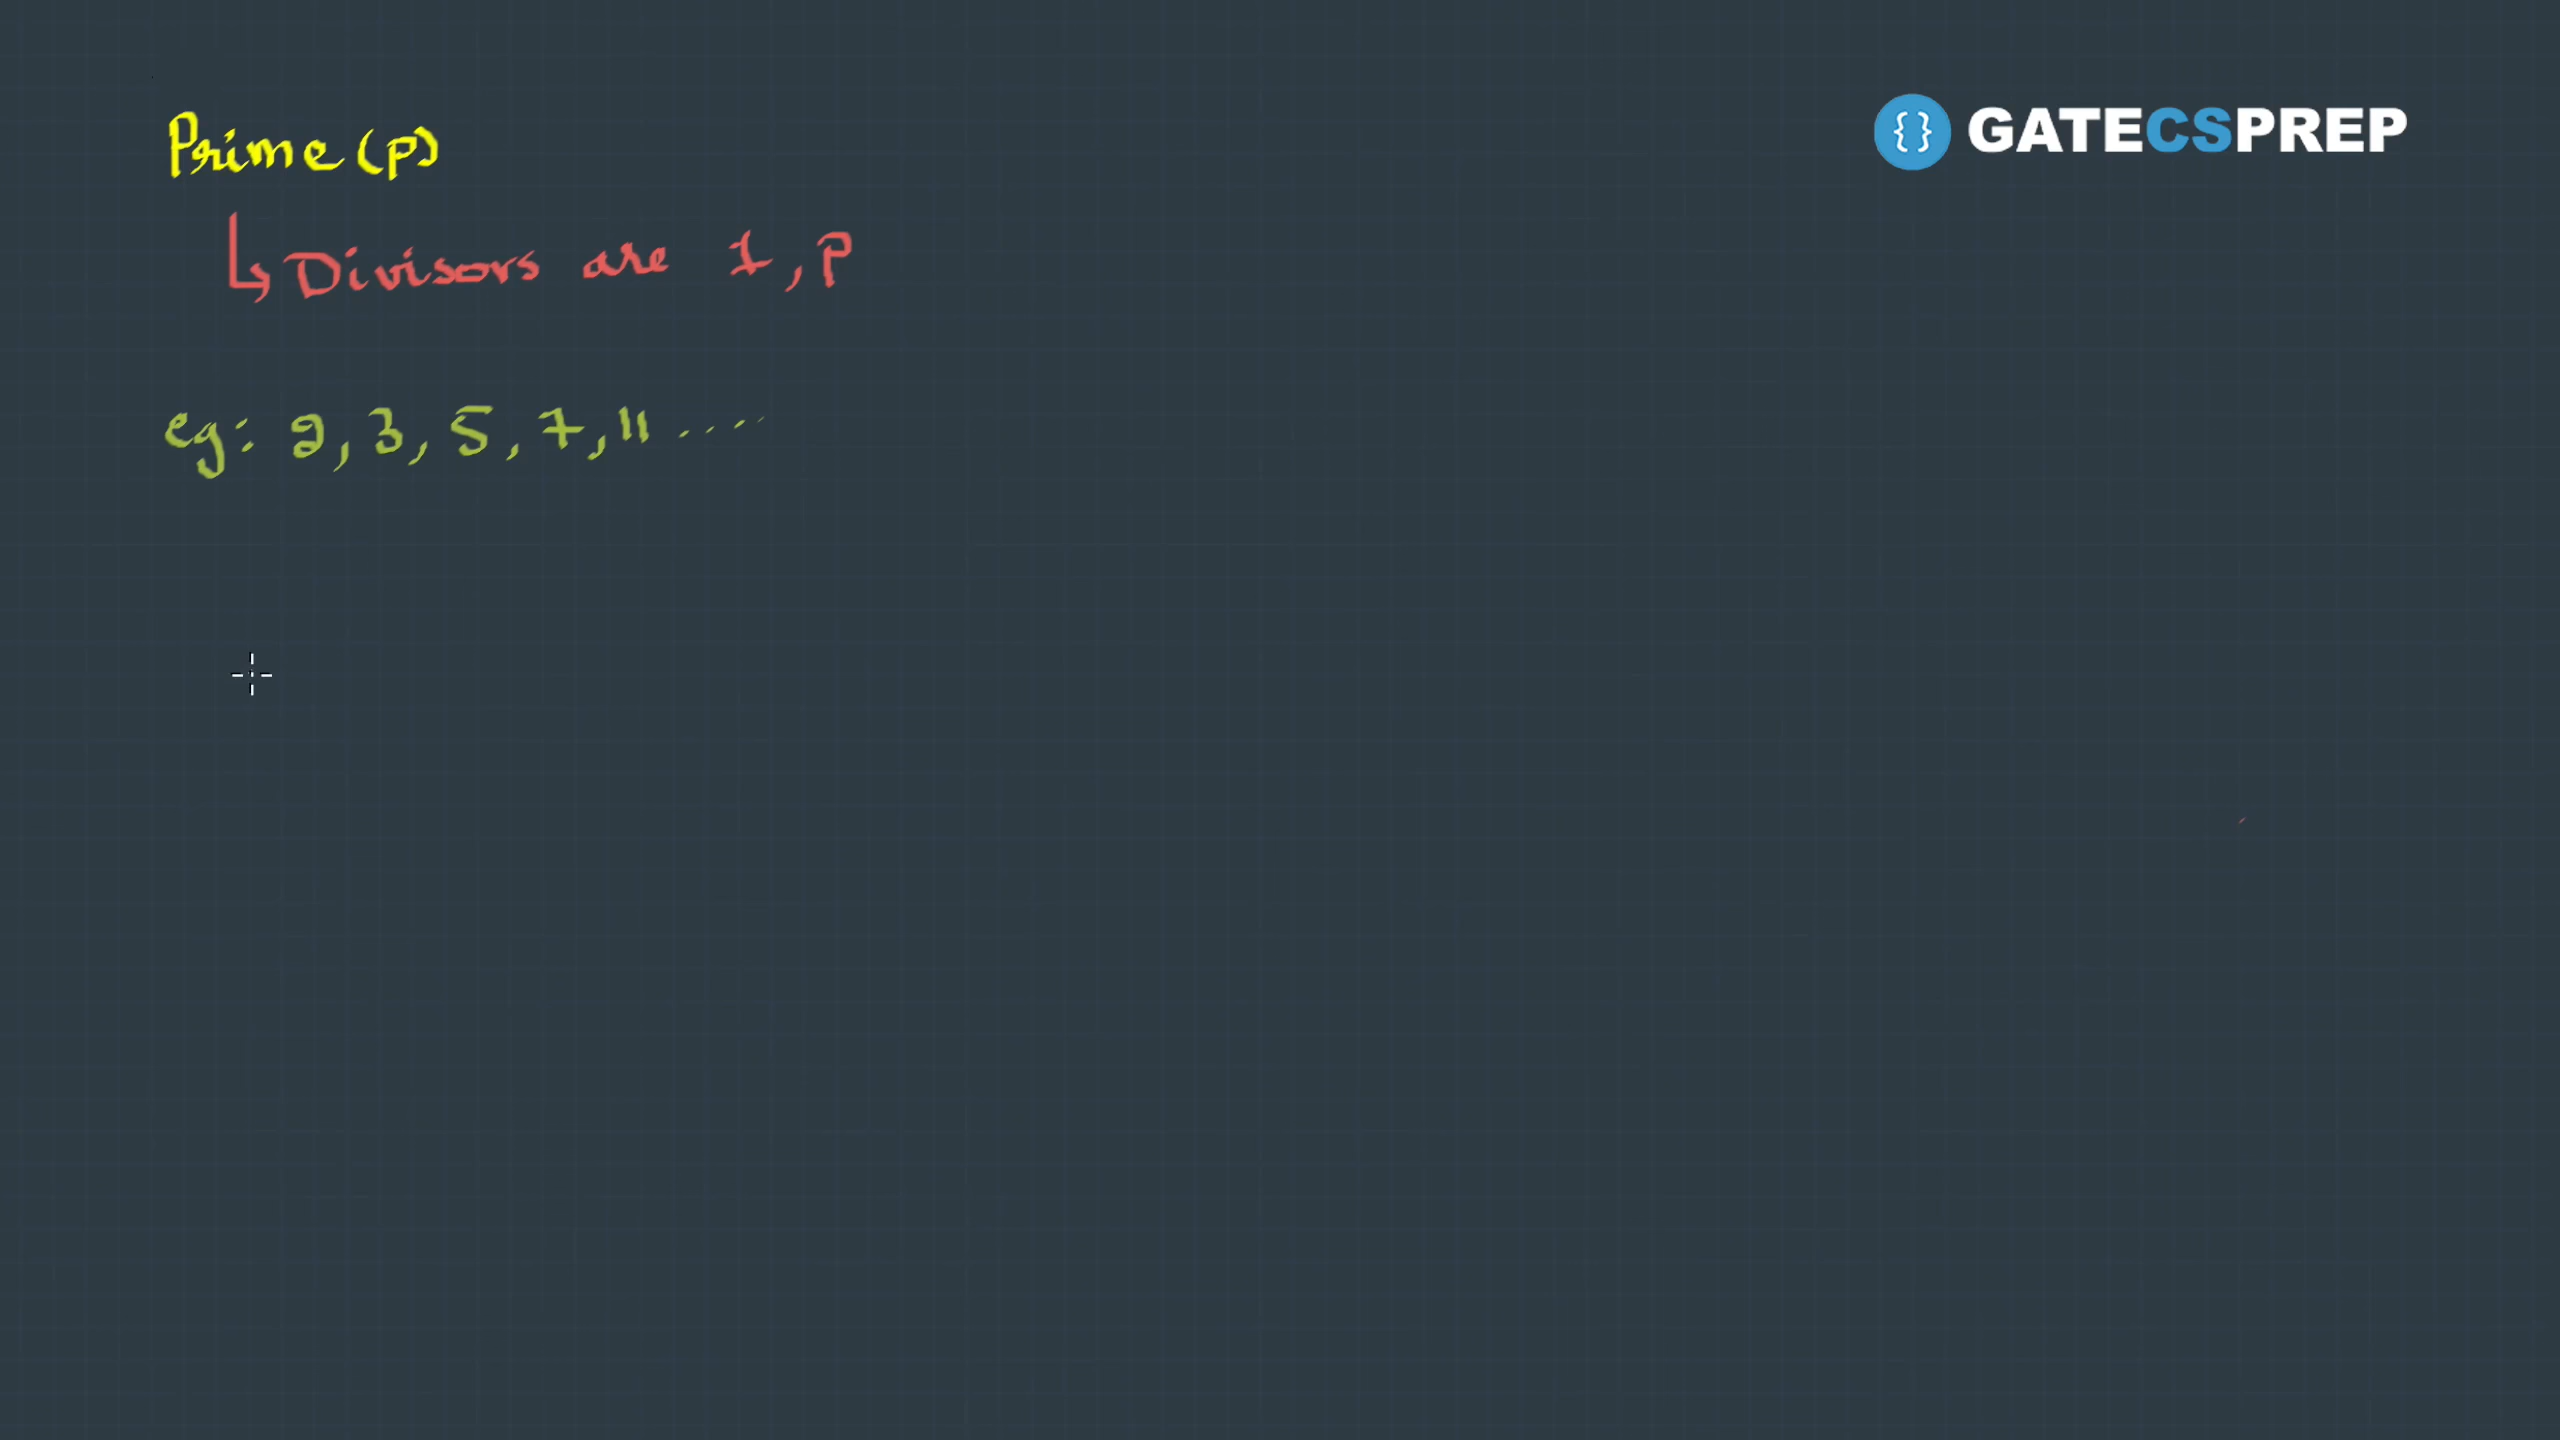 Prime (p)
{} GATECSPREP
↳ Divisors are 1, p
eg: 2, 3, 5, 7, 11 ....